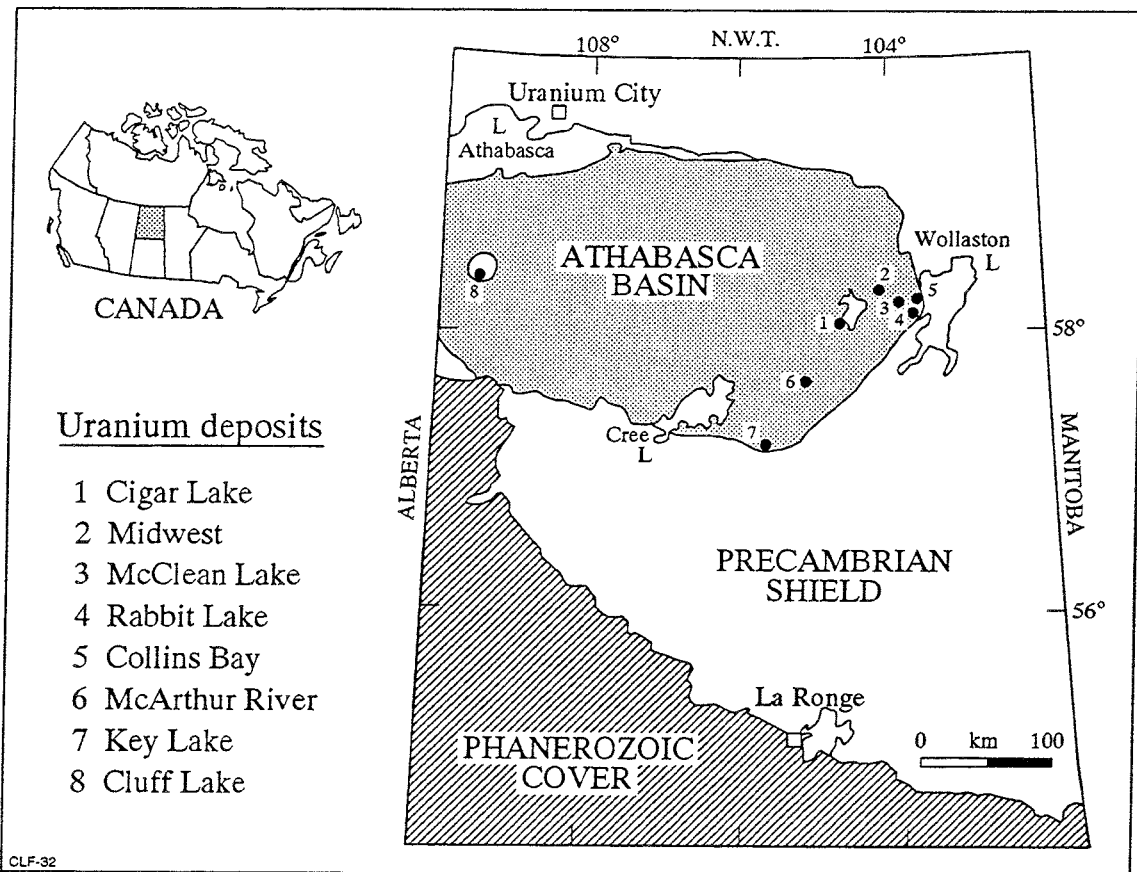 108°
N.W.T.
104°
Uranium City
L
Athabasca
Wollaston
L
ATHABASCA
BASIN
2
5
3
4
8
1
58°
6
CANADA
7
Cree
L
ALBERTA
MANITOBA
Uranium deposits
1 Cigar Lake
2 Midwest
3 McClean Lake
4 Rabbit Lake
5 Collins Bay
6 McArthur River
7 Key Lake
8 Cluff Lake
PRECAMBRIAN
SHIELD
56°
La Ronge
0 km 100
PHANEROZOIC
COVER
CLF-32